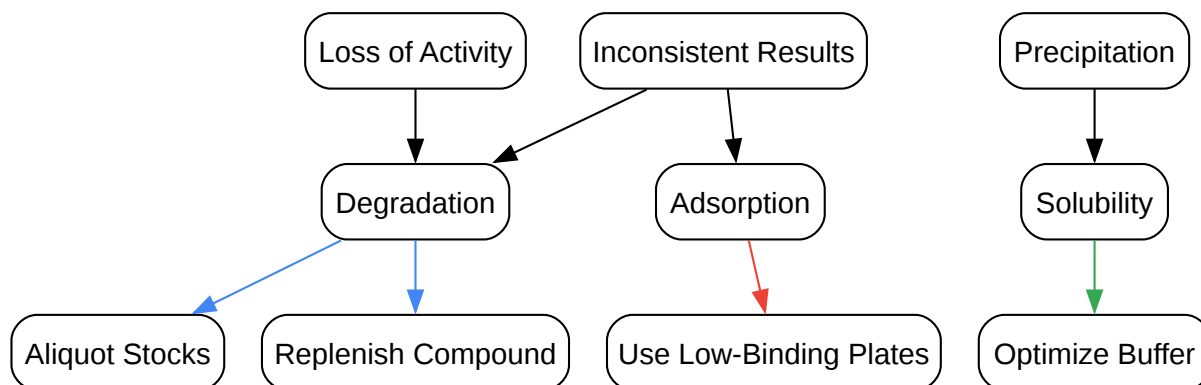 Loss of Activity
Inconsistent Results
Precipitation
Degradation
Adsorption
Solubility
Aliquot Stocks
Replenish Compound
Use Low-Binding Plates
Optimize Buffer